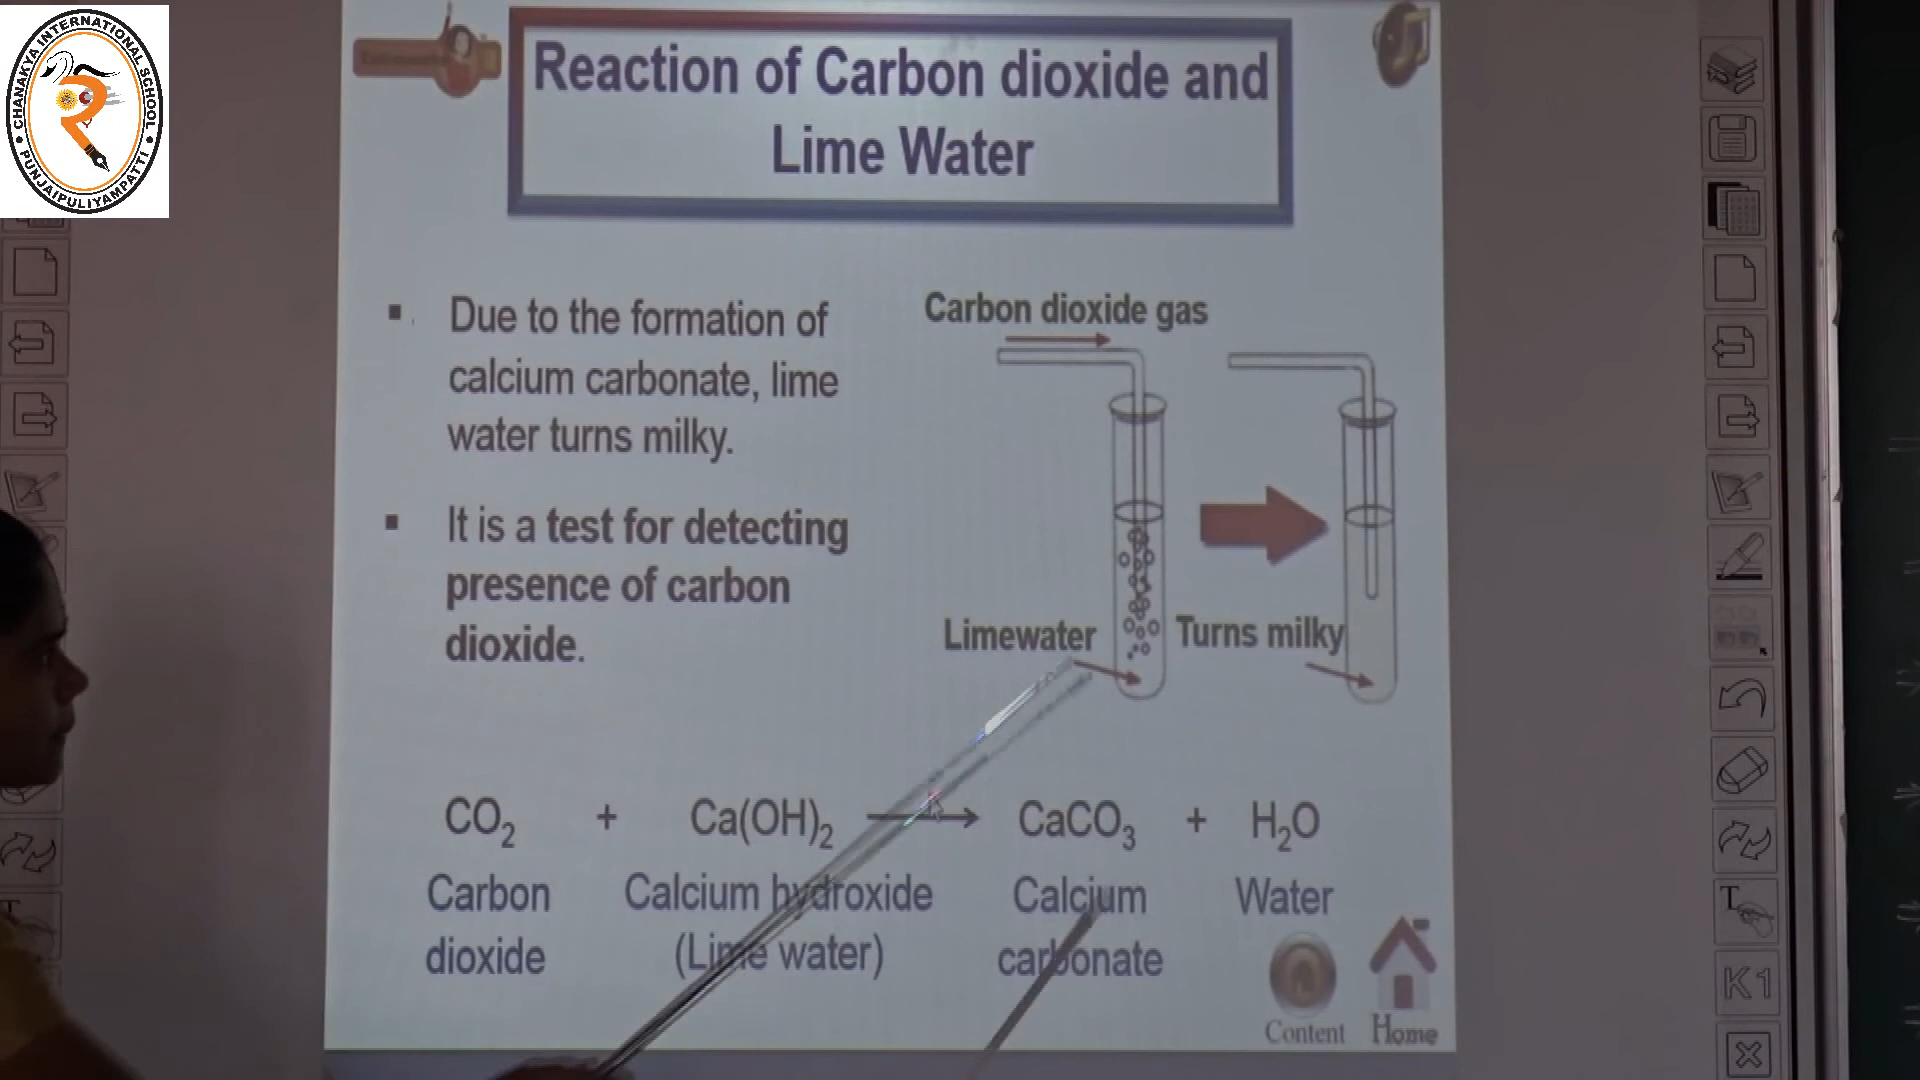 CHANAKYA INTERNATIONAL SCHOOL
PUNJAIPULIYAMPATTI
Reaction of Carbon dioxide and
Lime Water
Due to the formation of
calcium carbonate, lime
water turns milky.
It is a test for detecting
presence of carbon
dioxide.
Carbon dioxide gas
Limewater
Turns milky
CO₂ + Ca(OH)₂ → CaCO₃ + H₂O
Carbon Calcium hydroxide Calcium Water
dioxide (Lime water) carbonate
Content Home
T
K1
T